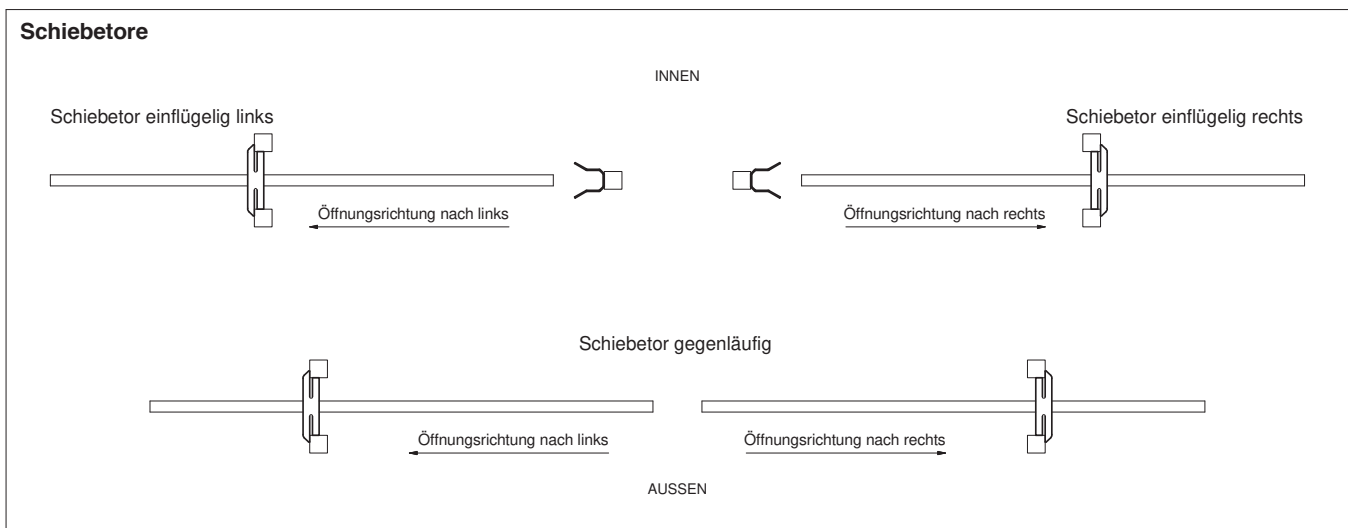 Schiebetore
INNEN
Schiebetor einflügelig links
Schiebetor einflügelig rechts
Öffnungsrichtung nach links
Öffnungsrichtung nach rechts
Schiebetor gegenläufig
Öffnungsrichtung nach links
Öffnungsrichtung nach rechts
AUSSEN